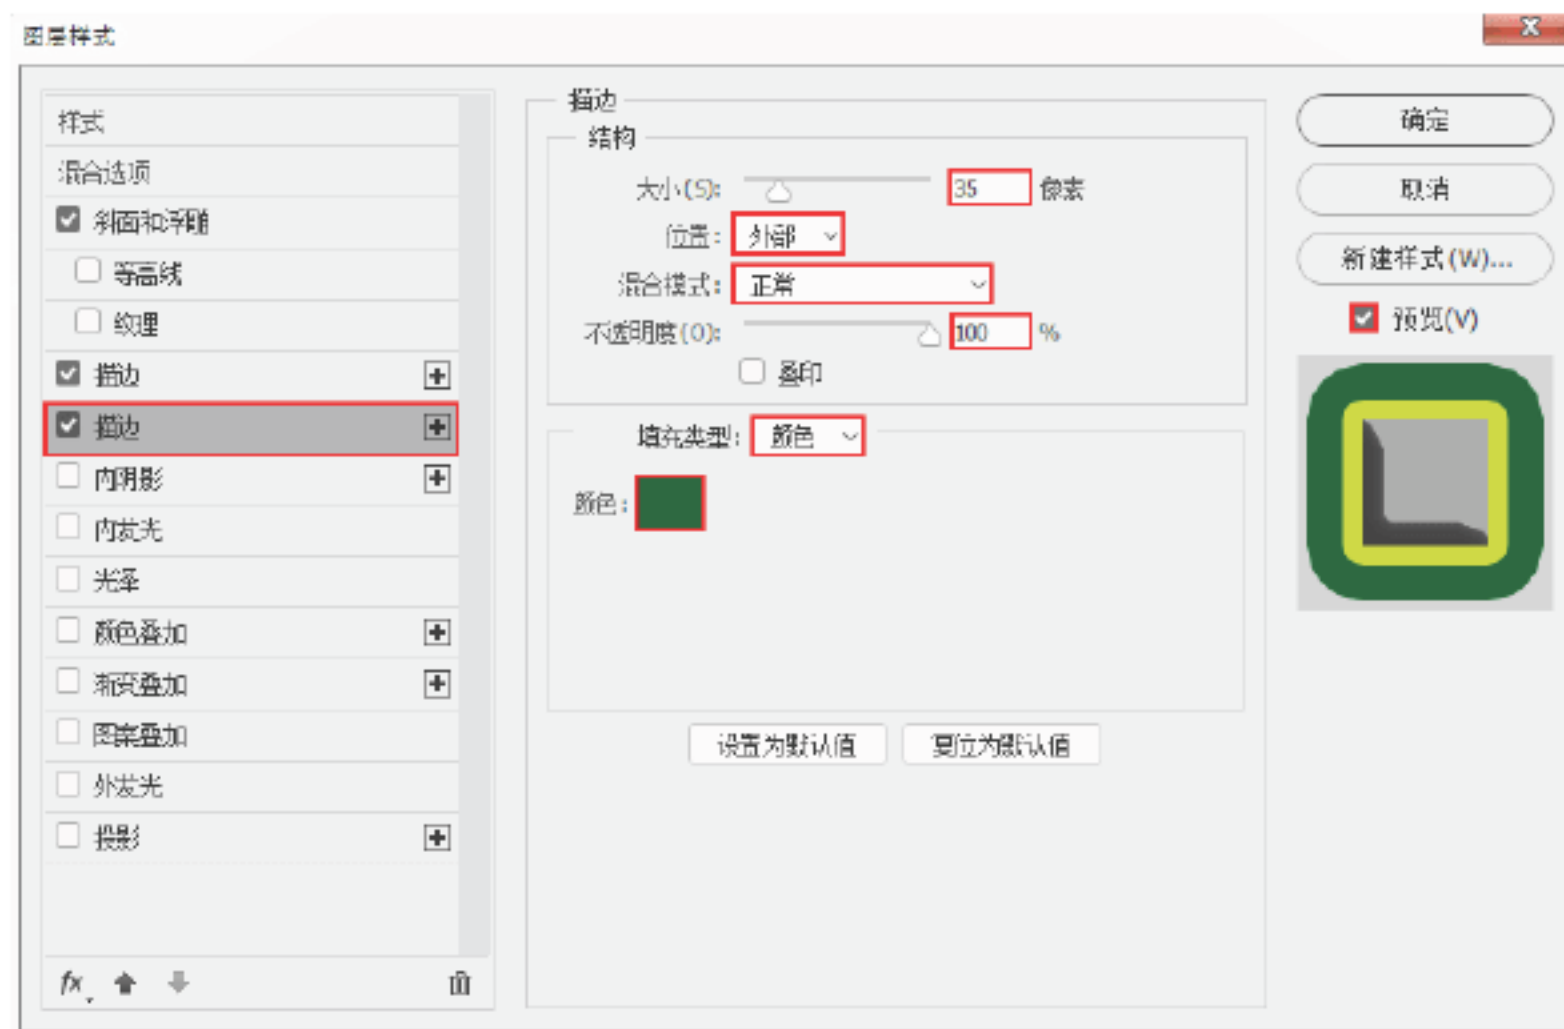 图层样式
样式
混合选项
斜面和浮雕
等高线
纹理
描边
描边
内阴影
内发光
光泽
颜色叠加
渐变叠加
图案叠加
外发光
投影
fx
描边
结构
大小(S): 35 像素
位置: 外部
混合模式: 正常
不透明度(O): 100 %
叠印
填充类型: 颜色
颜色:
设置为默认值 复位为默认值
确定
取消
新建样式(W)...
预览(V)